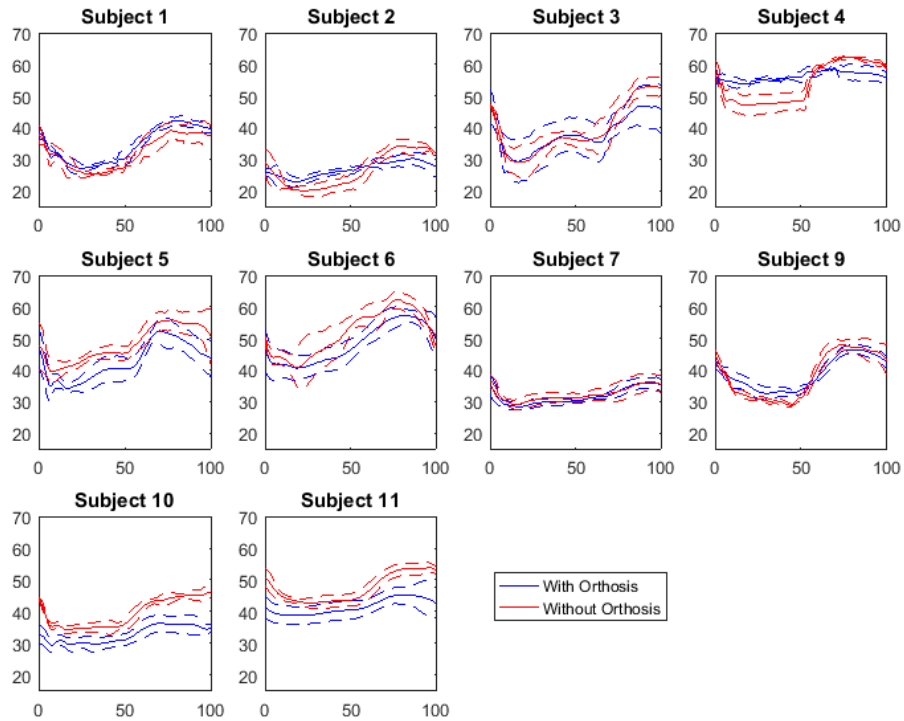 Subject 1 Subject 2 Subject 3 Subject 4
70 70 70 70
60 60 60 60
50 50 50 50
40 40 40 40
30 30 30 30
20 20 20 20
0 50 100 0 50 100 0 50 100 0 50 100
Subject 5 Subject 6 Subject 7 Subject 9
70 70 70 70
60 60 60 60
50 50 50 50
40 40 40 40
30 30 30 30
20 20 20 20
0 50 100 0 50 100 0 50 100 0 50 100
Subject 10 Subject 11
70 70
60 60
50 50
40 40
30 30
20 20
0 50 100 0 50 100
With Orthosis
Without Orthosis